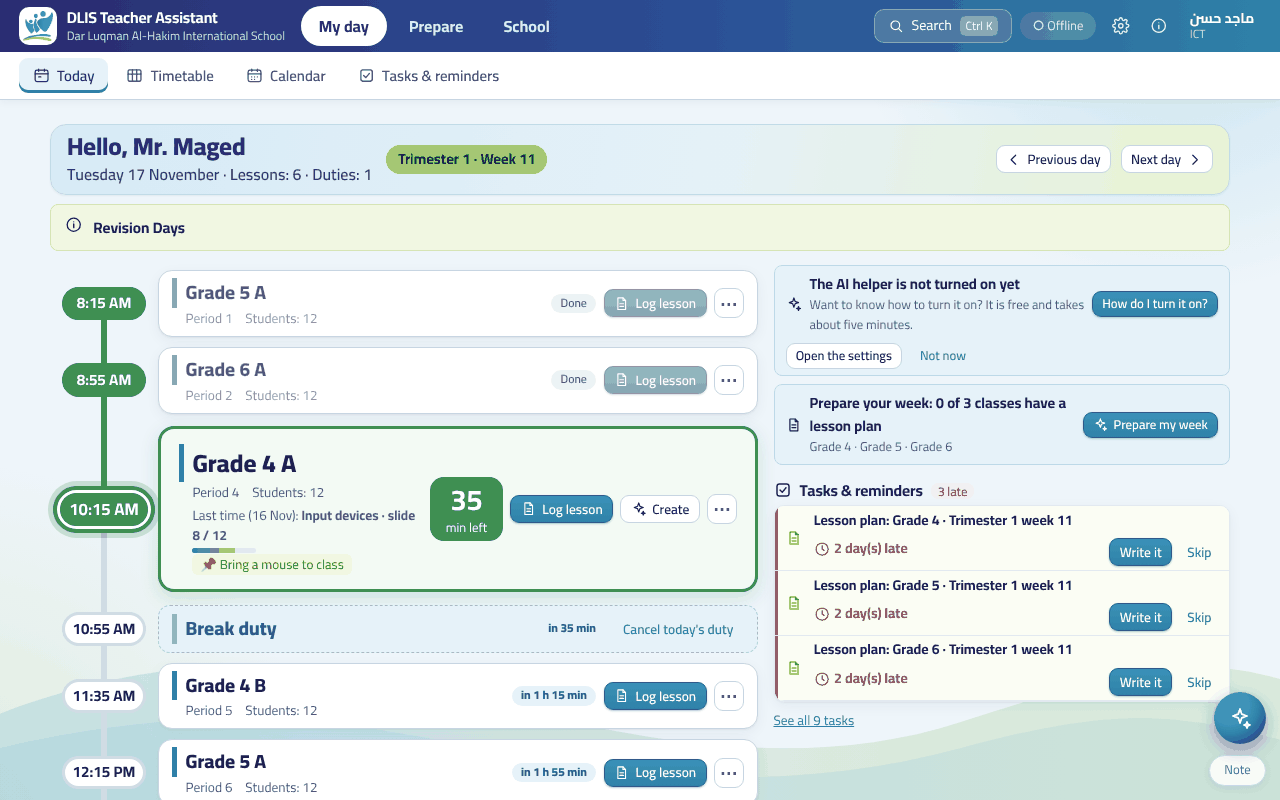 DLIS Teacher Assistant
Dar Luqman Al-Hakim International School
My day
Prepare
School
Search Ctrl K
Offline
ماجد حسن
ICT
Today
Timetable
Calendar
Tasks & reminders
Hello, Mr. Maged
Tuesday 17 November · Lessons: 6 · Duties: 1
Trimester 1 · Week 11
Previous day
Next day
Revision Days
8:15 AM
Grade 5 A
Period 1 Students: 12
Done
Log lesson
8:55 AM
Grade 6 A
Period 2 Students: 12
Done
Log lesson
10:15 AM
Grade 4 A
Period 4 Students: 12
Last time (16 Nov): Input devices · slide
8 / 12
Bring a mouse to class
35
min left
Log lesson
Create
10:55 AM
Break duty
in 35 min
Cancel today's duty
11:35 AM
Grade 4 B
Period 5 Students: 12
in 1 h 15 min
Log lesson
12:15 PM
Grade 5 A
Period 6 Students: 12
in 1 h 55 min
Log lesson
The AI helper is not turned on yet
Want to know how to turn it on? It is free and takes
about five minutes.
How do I turn it on?
Open the settings
Not now
Prepare your week: 0 of 3 classes have a
lesson plan
Grade 4 · Grade 5 · Grade 6
Prepare my week
Tasks & reminders
3 late
Lesson plan: Grade 4 · Trimester 1 week 11
2 day(s) late
Write it
Skip
Lesson plan: Grade 5 · Trimester 1 week 11
2 day(s) late
Write it
Skip
Lesson plan: Grade 6 · Trimester 1 week 11
2 day(s) late
Write it
Skip
See all 9 tasks
Note